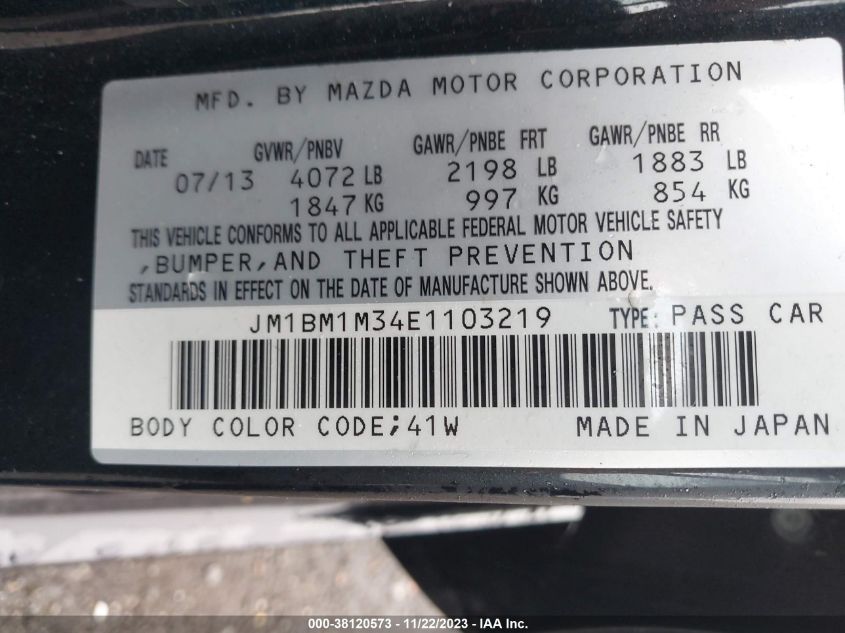 MFD. BY MAZDA MOTOR CORPORATION
DATE GVWR/PNBV GAWR/PNBE FRT GAWR/PNBE RR
07/13 4072 LB 2198 LB 1883 LB
1847 KG 997 KG 854 KG
THIS VEHICLE CONFORMS TO ALL APPLICABLE FEDERAL MOTOR VEHICLE SAFETY
,BUMPER,AND THEFT PREVENTION
STANDARDS IN EFFECT ON THE DATE OF MANUFACTURE SHOWN ABOVE.
JM1BM1M34E1103219 TYPE: PASS CAR
BODY COLOR CODE;41W MADE IN JAPAN
000-38120573 - 11/22/2023 - IAA Inc.